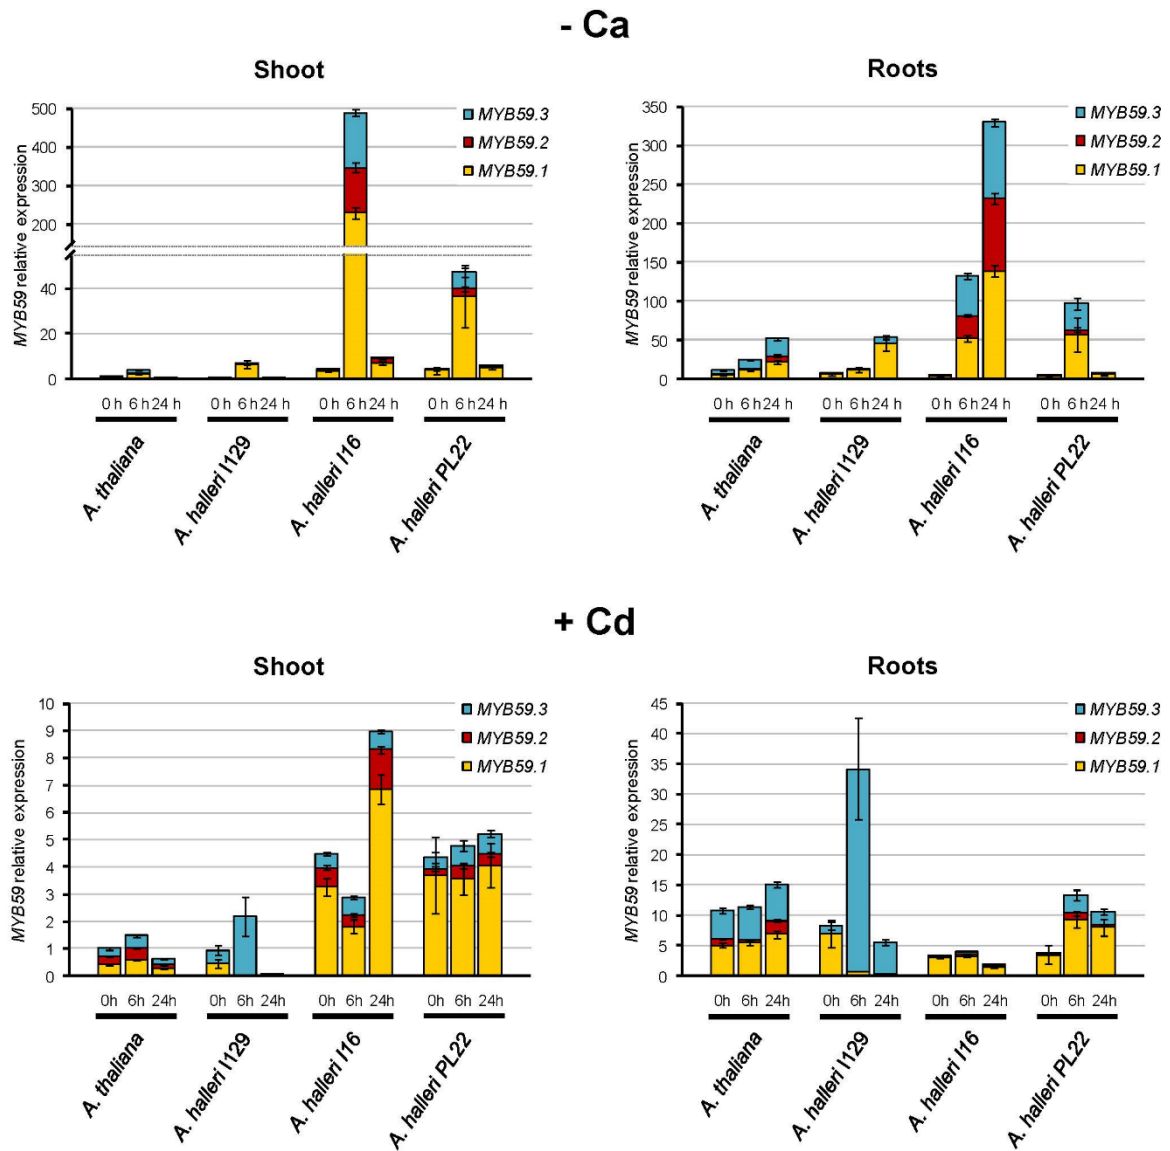 - Ca
Shoot
MYB59 relative expression
500
400
300
200
40
20
0
MYB59.3
MYB59.2
MYB59.1
0 h 6 h 24 h 0 h 6 h 24 h 0 h 6 h 24 h 0 h 6 h 24 h
A. thaliana
A. halleri I129
A. halleri I16
A. halleri PL22
Roots
MYB59 relative expression
350
300
250
200
150
100
50
0
MYB59.3
MYB59.2
MYB59.1
0 h 6 h 24 h 0 h 6 h 24 h 0 h 6 h 24 h 0 h 6 h 24 h
A. thaliana
A. halleri I129
A. halleri I16
A. halleri PL22
+ Cd
Shoot
MYB59 relative expression
10
9
8
7
6
5
4
3
2
1
0
MYB59.3
MYB59.2
MYB59.1
0h 6h 24h 0h 6h 24h 0h 6h 24h 0h 6h 24h
A. thaliana
A. halleri I129
A. halleri I16
A. halleri PL22
Roots
MYB59 relative expression
45
40
35
30
25
20
15
10
5
0
MYB59.3
MYB59.2
MYB59.1
0h 6h 24h 0h 6h 24h 0h 6h 24h 0h 6h 24h
A. thaliana
A. halleri I129
A. halleri I16
A. halleri PL22